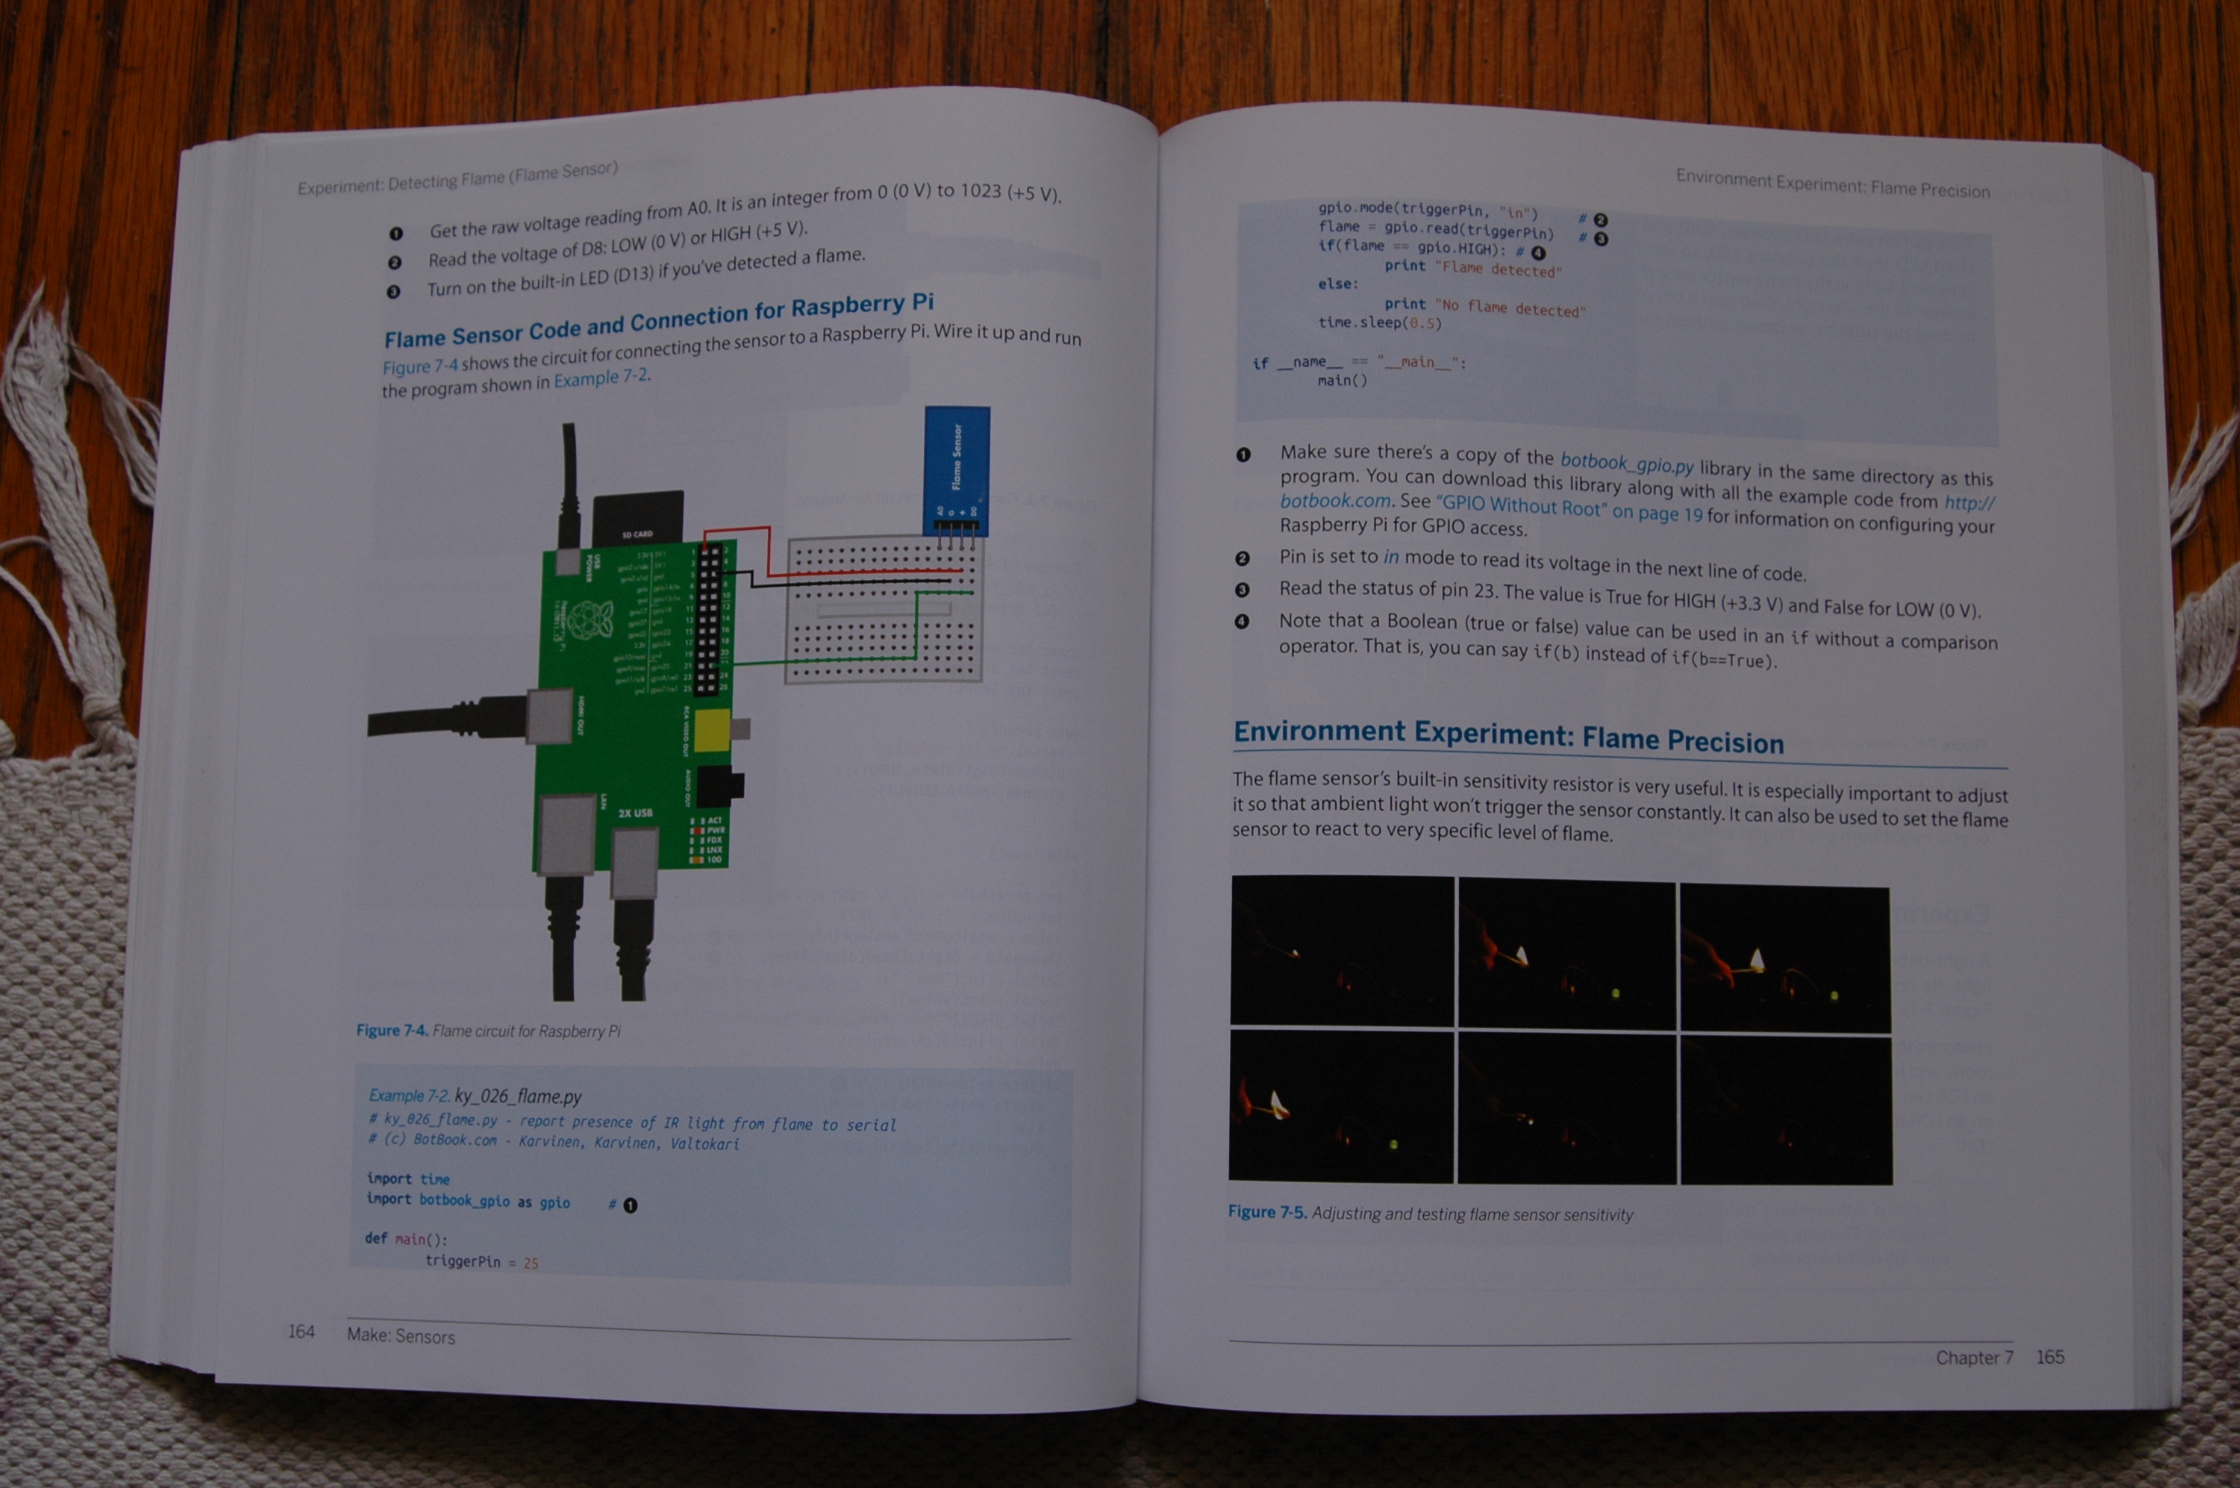 Experiment: Detecting Flame (Flame Sensor)
❶ Get the raw voltage reading from A0. It is an integer from 0 (0 V) to 1023 (+5 V).
❷ Read the voltage of D8: LOW (0 V) or HIGH (+5 V).
❸ Turn on the built-in LED (D13) if you've detected a flame.
Flame Sensor Code and Connection for Raspberry Pi
Figure 7-4 shows the circuit for connecting the sensor to a Raspberry Pi. Wire it up and run
the program shown in Example 7-2.
Flame Sensor
SD CARD
USB
POWER
Raspberry Pi
HDMI OUT
LAN
2X USB
RCA VIDEO OUT
AUDIO OUT
ACT
PWR
FDX
LNK
100
Figure 7-4. Flame circuit for Raspberry Pi
Example 7-2. ky_026_flame.py
# ky_026_flame.py - report presence of IR light from flame to serial
# (c) BotBook.com - Karvinen, Karvinen, Valtokari
import time
import botbook_gpio as gpio # ❶
def main():
triggerPin = 25
164 Make: Sensors
Environment Experiment: Flame Precision
gpio.mode(triggerPin, "in") # ❷
flame = gpio.read(triggerPin) # ❸
if(flame == gpio.HIGH): # ❹
print "Flame detected"
else:
print "No flame detected"
time.sleep(0.5)
if __name__ == "__main__":
main()
❶ Make sure there's a copy of the botbook_gpio.py library in the same directory as this
program. You can download this library along with all the example code from http://
botbook.com. See "GPIO Without Root" on page 19 for information on configuring your
Raspberry Pi for GPIO access.
❷ Pin is set to in mode to read its voltage in the next line of code.
❸ Read the status of pin 23. The value is True for HIGH (+3.3 V) and False for LOW (0 V).
❹ Note that a Boolean (true or false) value can be used in an if without a comparison
operator. That is, you can say if(b) instead of if(b==True).
Environment Experiment: Flame Precision
The flame sensor's built-in sensitivity resistor is very useful. It is especially important to adjust
it so that ambient light won't trigger the sensor constantly. It can also be used to set the flame
sensor to react to very specific level of flame.
Figure 7-5. Adjusting and testing flame sensor sensitivity
Chapter 7 165